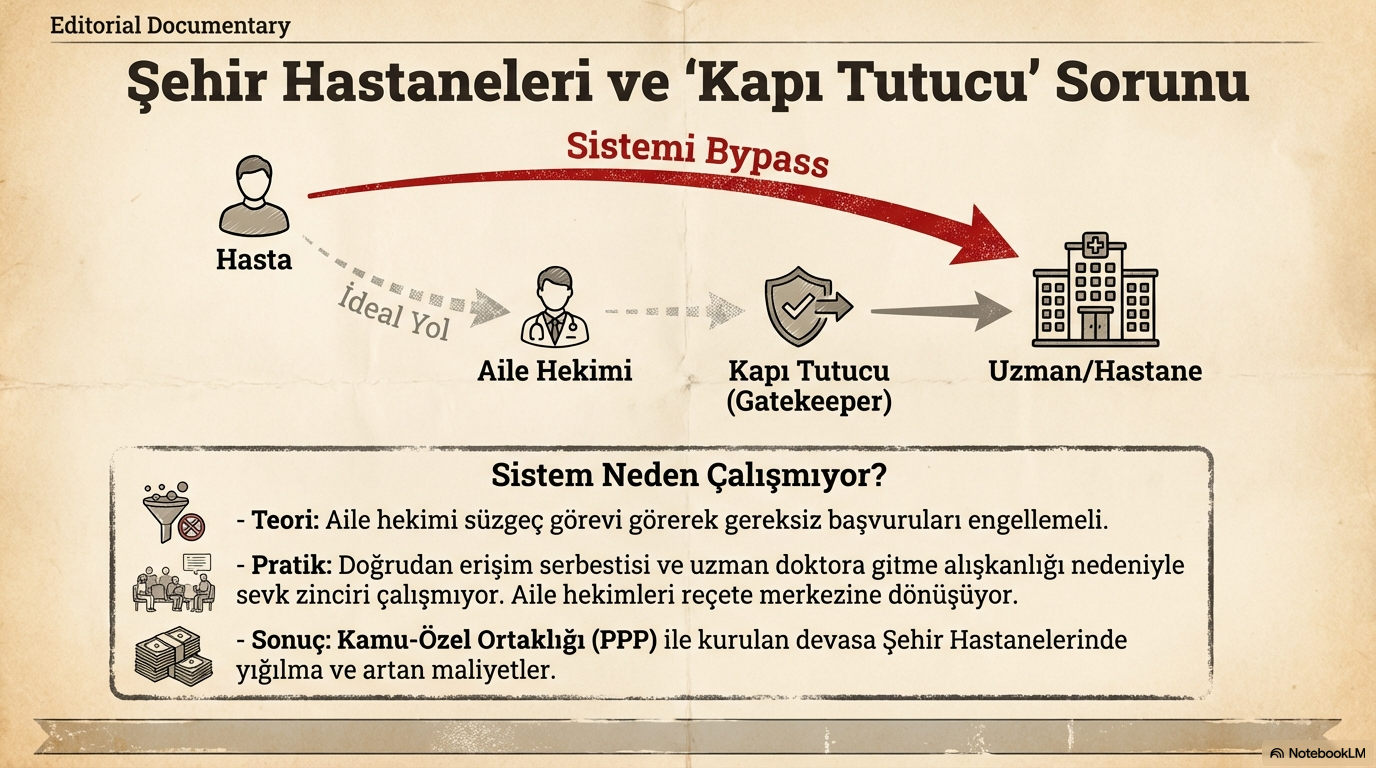 Editorial Documentary
Şehir Hastaneleri ve ‘Kapı Tutucu’ Sorunu
Sistemi Bypass
Hasta
İdeal Yol
Aile Hekimi
Kapı Tutucu
(Gatekeeper)
Uzman/Hastane
Sistem Neden Çalışmıyor?
- Teori: Aile hekimi süzgeç görevi görerek gereksiz başvuruları engellemeli.
- Pratik: Doğrudan erişim serbestisi ve uzman doktora gitme alışkanlığı nedeniyle
sevk zinciri çalışmıyor. Aile hekimleri reçete merkezine dönüşüyor.
- Sonuç: Kamu-Özel Ortaklığı (PPP) ile kurulan devasa Şehir Hastanelerinde
yığılma ve artan maliyetler.
NotebookLM